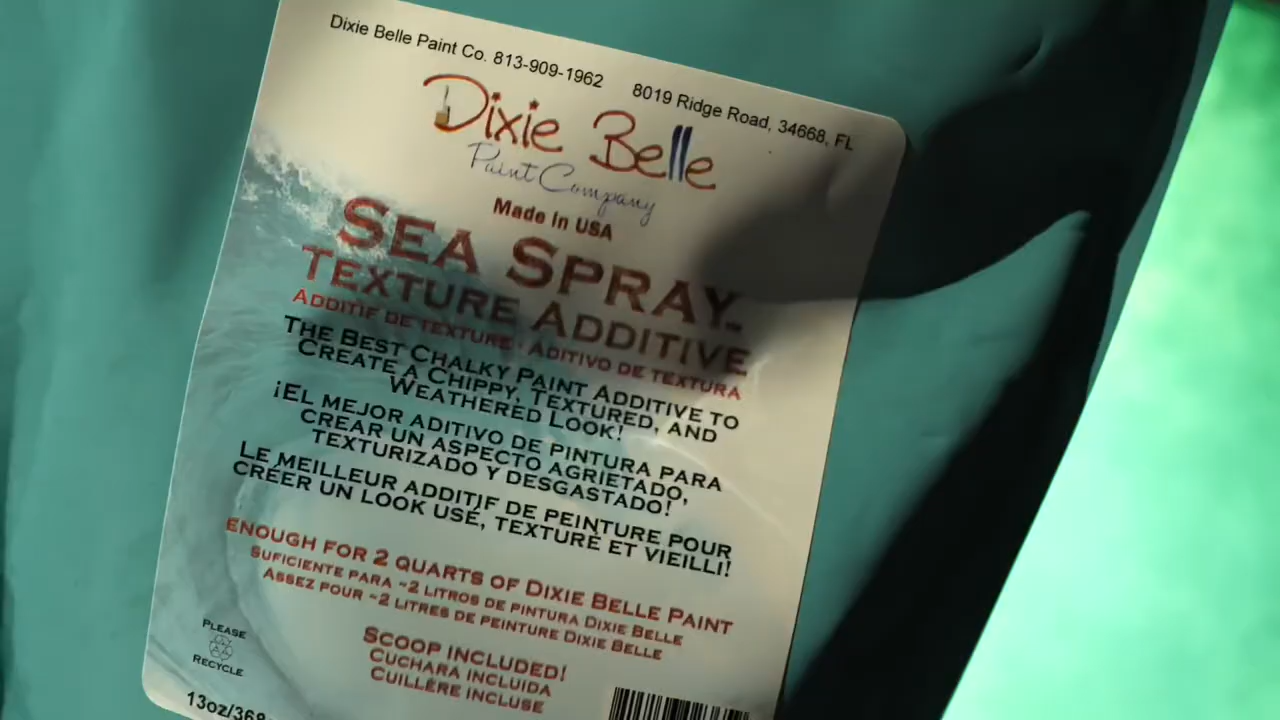 Dixie Belle Paint Co. 813-909-1962 8019 Ridge Road, 34668, FL
Dixie Belle
Paint Company
Made in USA
SEA SPRAY™
TEXTURE ADDITIVE
ADDITIF DE TEXTURE · ADITIVO DE TEXTURA
THE BEST CHALKY PAINT ADDITIVE TO
CREATE A CHIPPY, TEXTURED, AND
WEATHERED LOOK!
¡EL MEJOR ADITIVO DE PINTURA PARA
CREAR UN ASPECTO AGRIETADO,
TEXTURIZADO Y DESGASTADO!
LE MEILLEUR ADDITIF DE PEINTURE POUR
CRÉER UN LOOK USÉ, TEXTURÉ ET VIEILLI!
ENOUGH FOR 2 QUARTS OF DIXIE BELLE PAINT
SUFICIENTE PARA ~2 LITROS DE PINTURA DIXIE BELLE
ASSEZ POUR ~2 LITRES DE PEINTURE DIXIE BELLE
SCOOP INCLUDED!
CUCHARA INCLUIDA
CUILLÈRE INCLUSE
PLEASE
RECYCLE
13oz/368